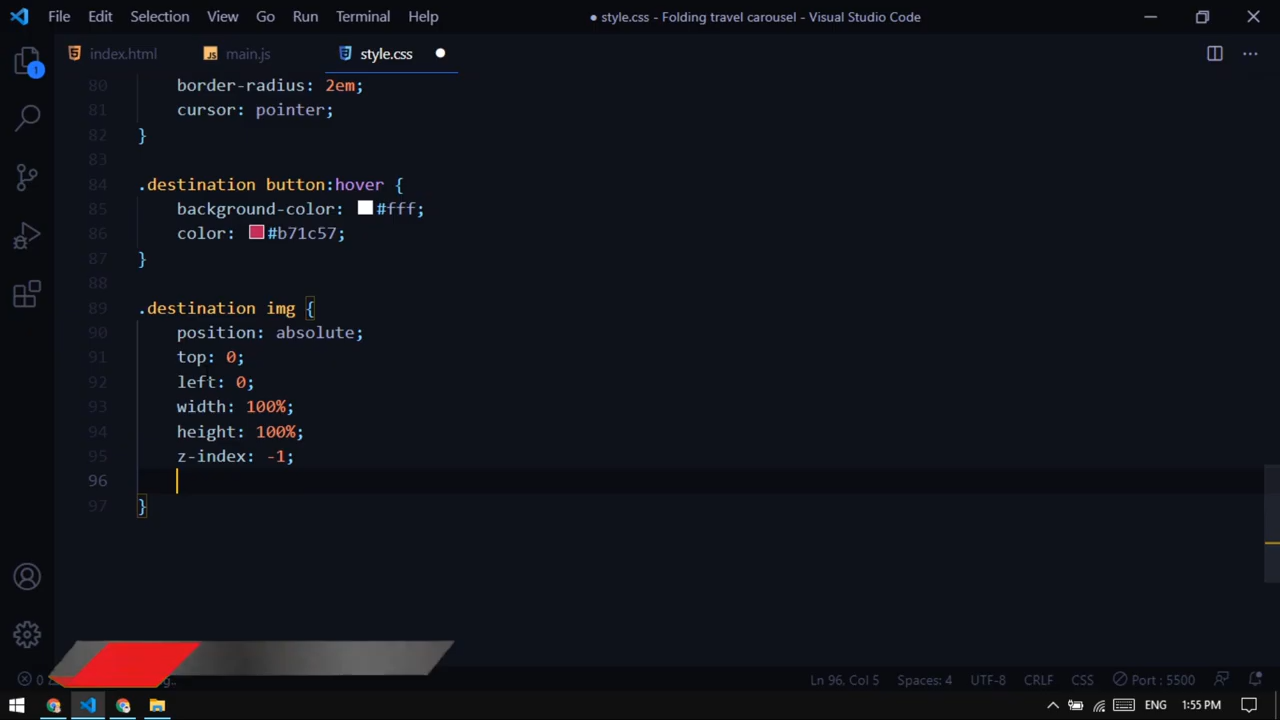 File Edit Selection View Go Run Terminal Help
● style.css - Folding travel carousel - Visual Studio Code
1
index.html
JS main.js
style.css
80 border-radius: 2em;
81 cursor: pointer;
82 }
83
84 .destination button:hover {
85 background-color: #fff;
86 color: #b71c57;
87 }
88
89 .destination img {
90 position: absolute;
91 top: 0;
92 left: 0;
93 width: 100%;
94 height: 100%;
95 z-index: -1;
96
97 }
0
Ln 96, Col 5 Spaces: 4 UTF-8 CRLF CSS Port : 5500
ENG 1:55 PM